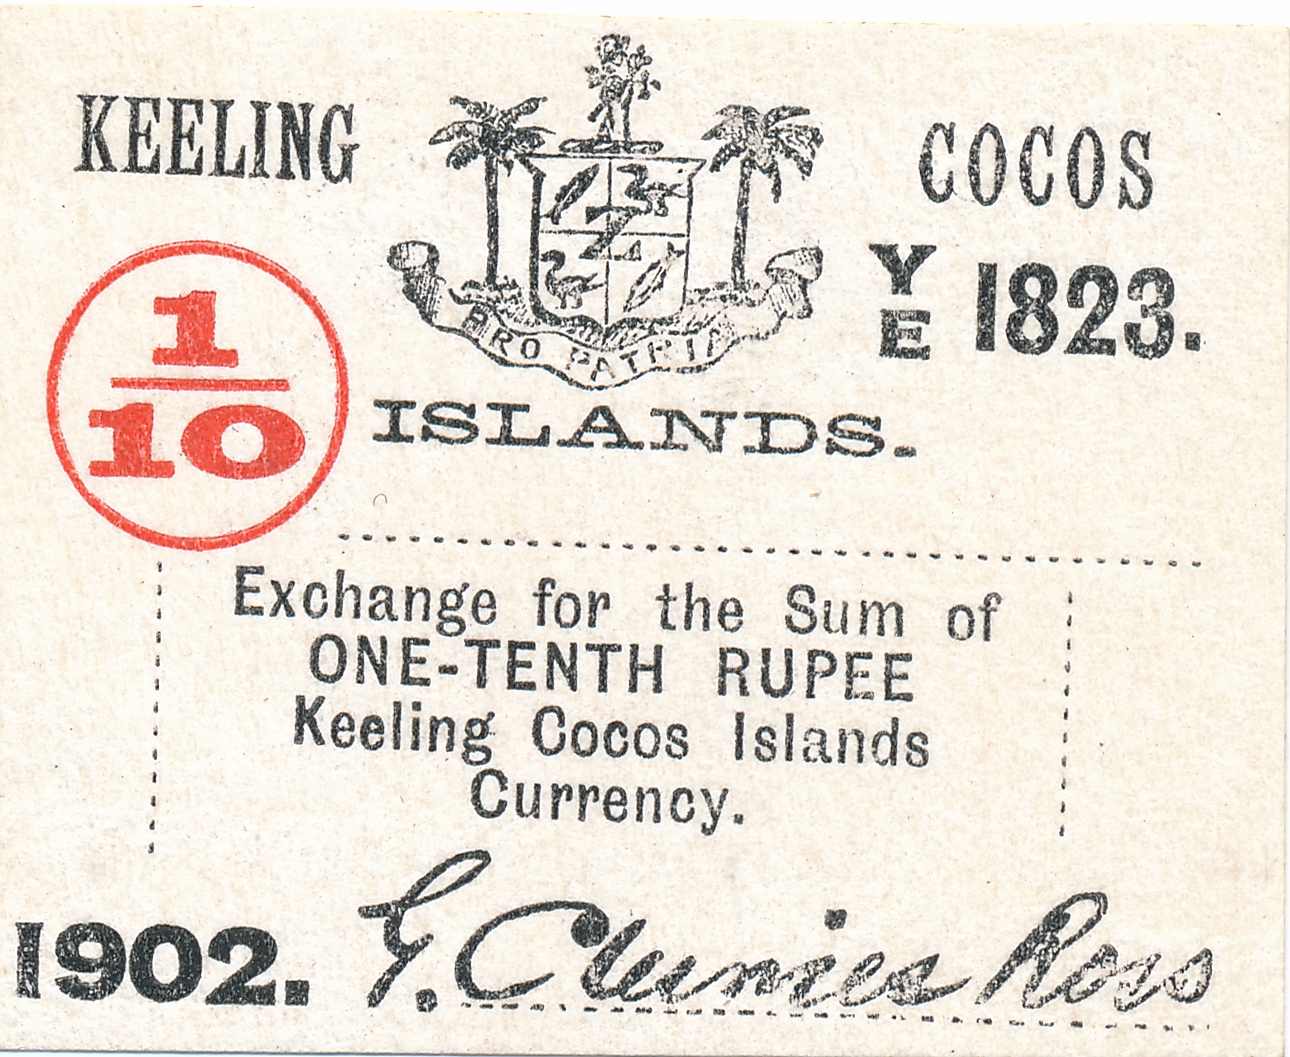 KEELING COCOS
YE 1823.
1
10
PRO PATRIA
ISLANDS.
Exchange for the Sum of
ONE-TENTH RUPEE
Keeling Cocos Islands
Currency.
1902. G. Clunies Ross